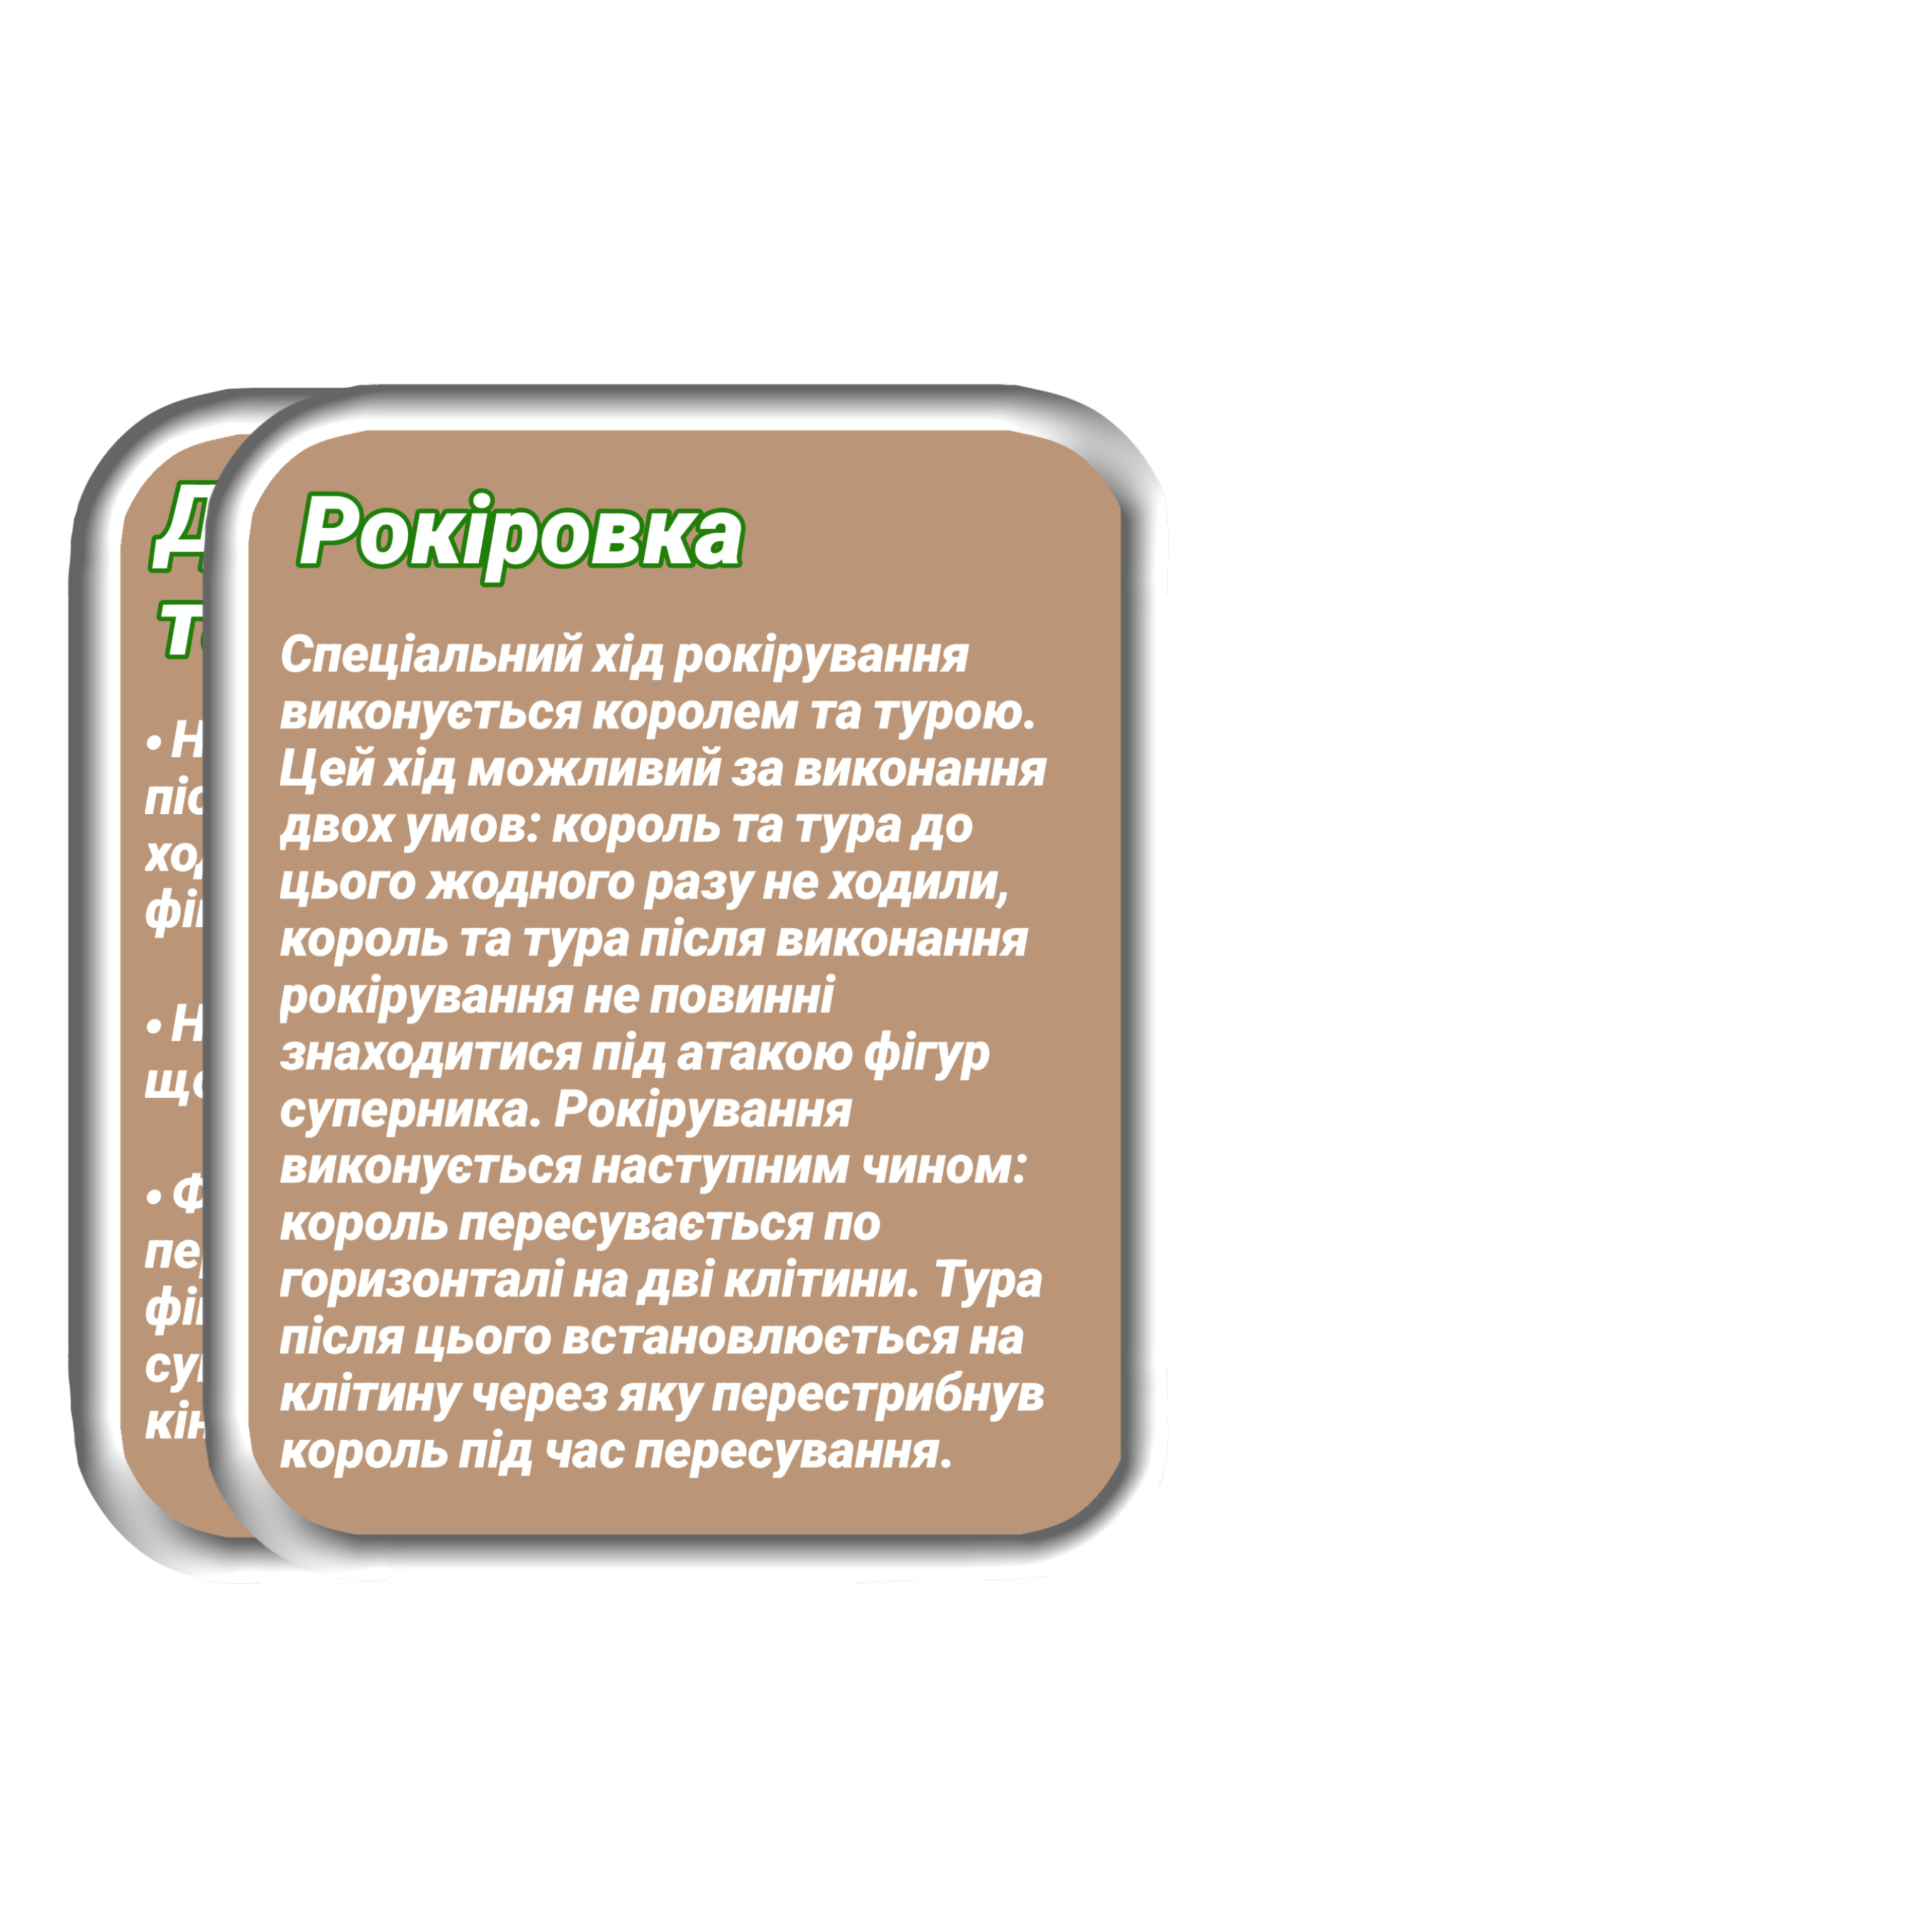 Рокіровка
Спеціальний хід рокірування
виконується королем та турою.
Цей хід можливий за виконання
двох умов: король та тура до
цього жодного разу не ходили,
король та тура після виконання
рокірування не повинні
знаходитися під атакою фігур
суперника. Рокірування
виконується наступним чином:
король пересувається по
горизонталі на дві клітини. Тура
після цього встановлюється на
клітину через яку перестрибнув
король під час пересування.